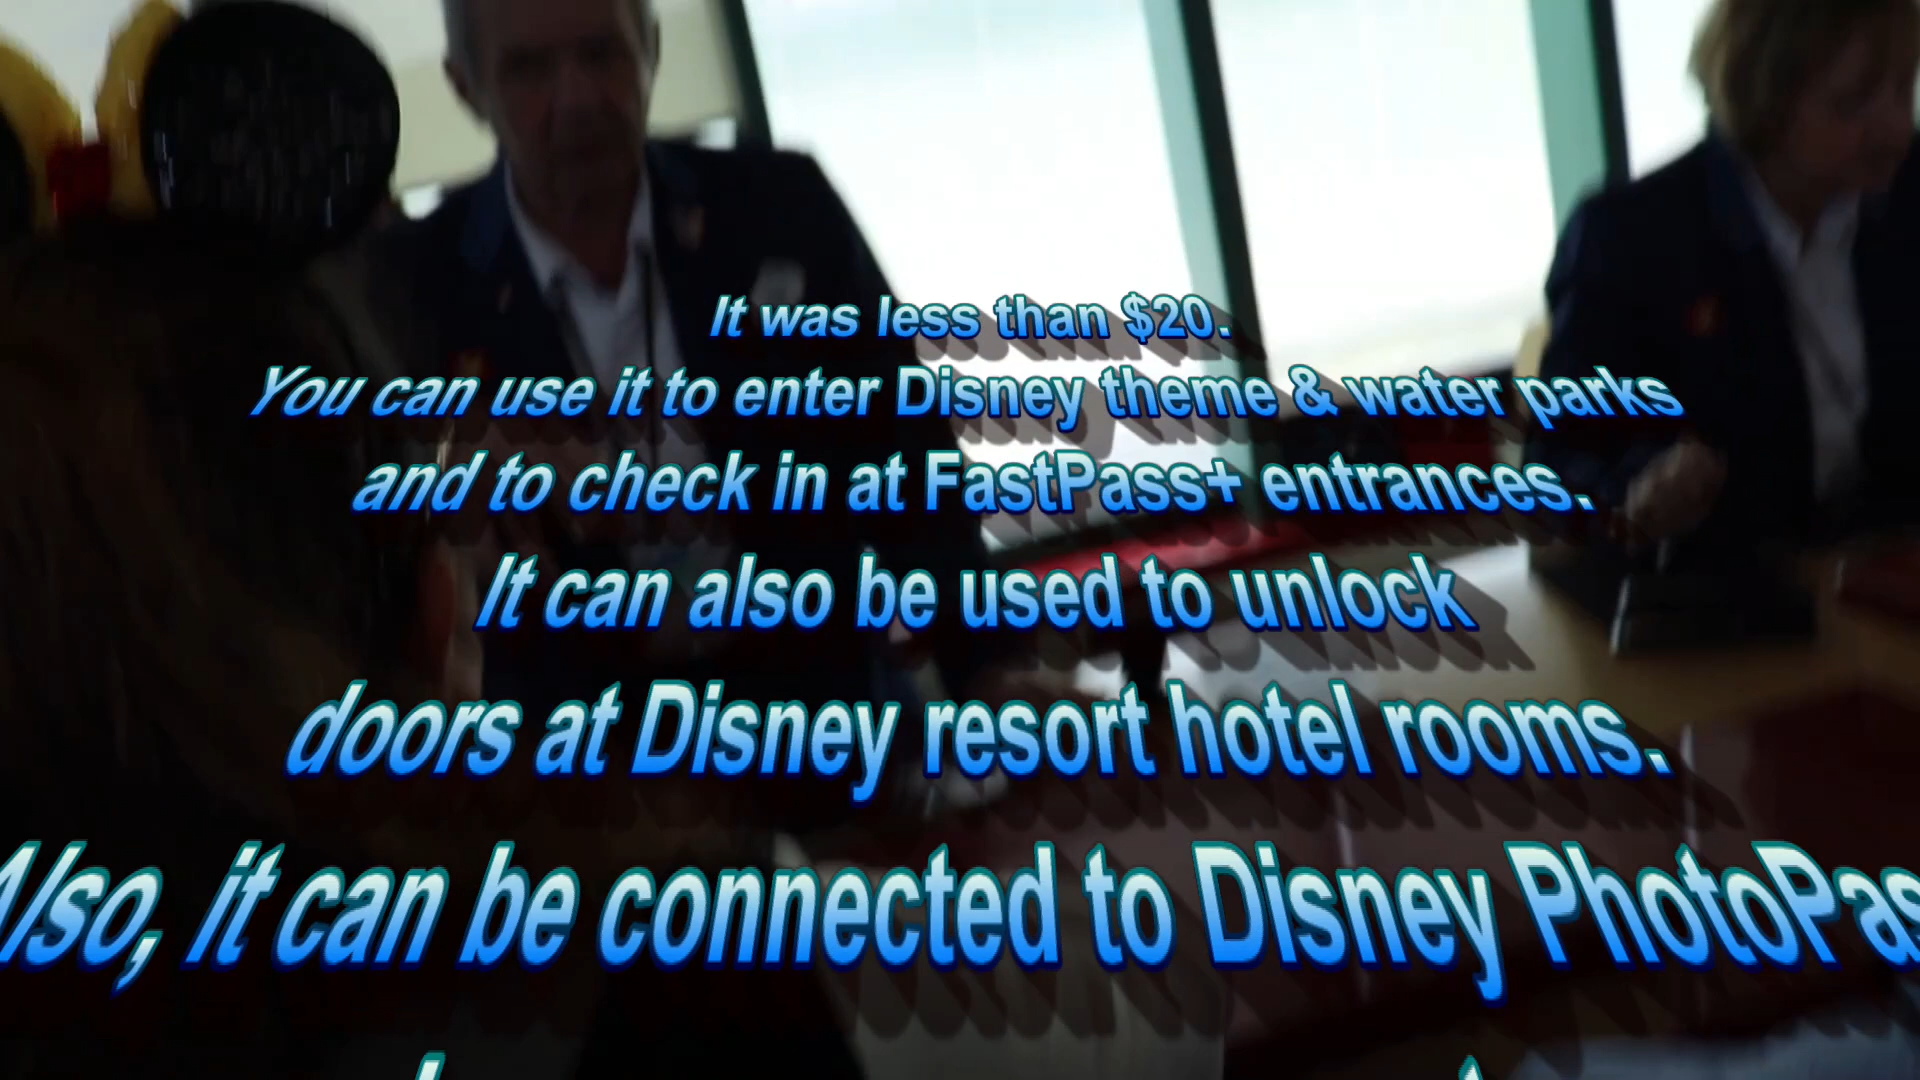 It was less than $20.
You can use it to enter Disney theme & water parks
and to check in at FastPass+ entrances.
It can also be used to unlock
doors at Disney resort hotel rooms.
Also, it can be connected to Disney